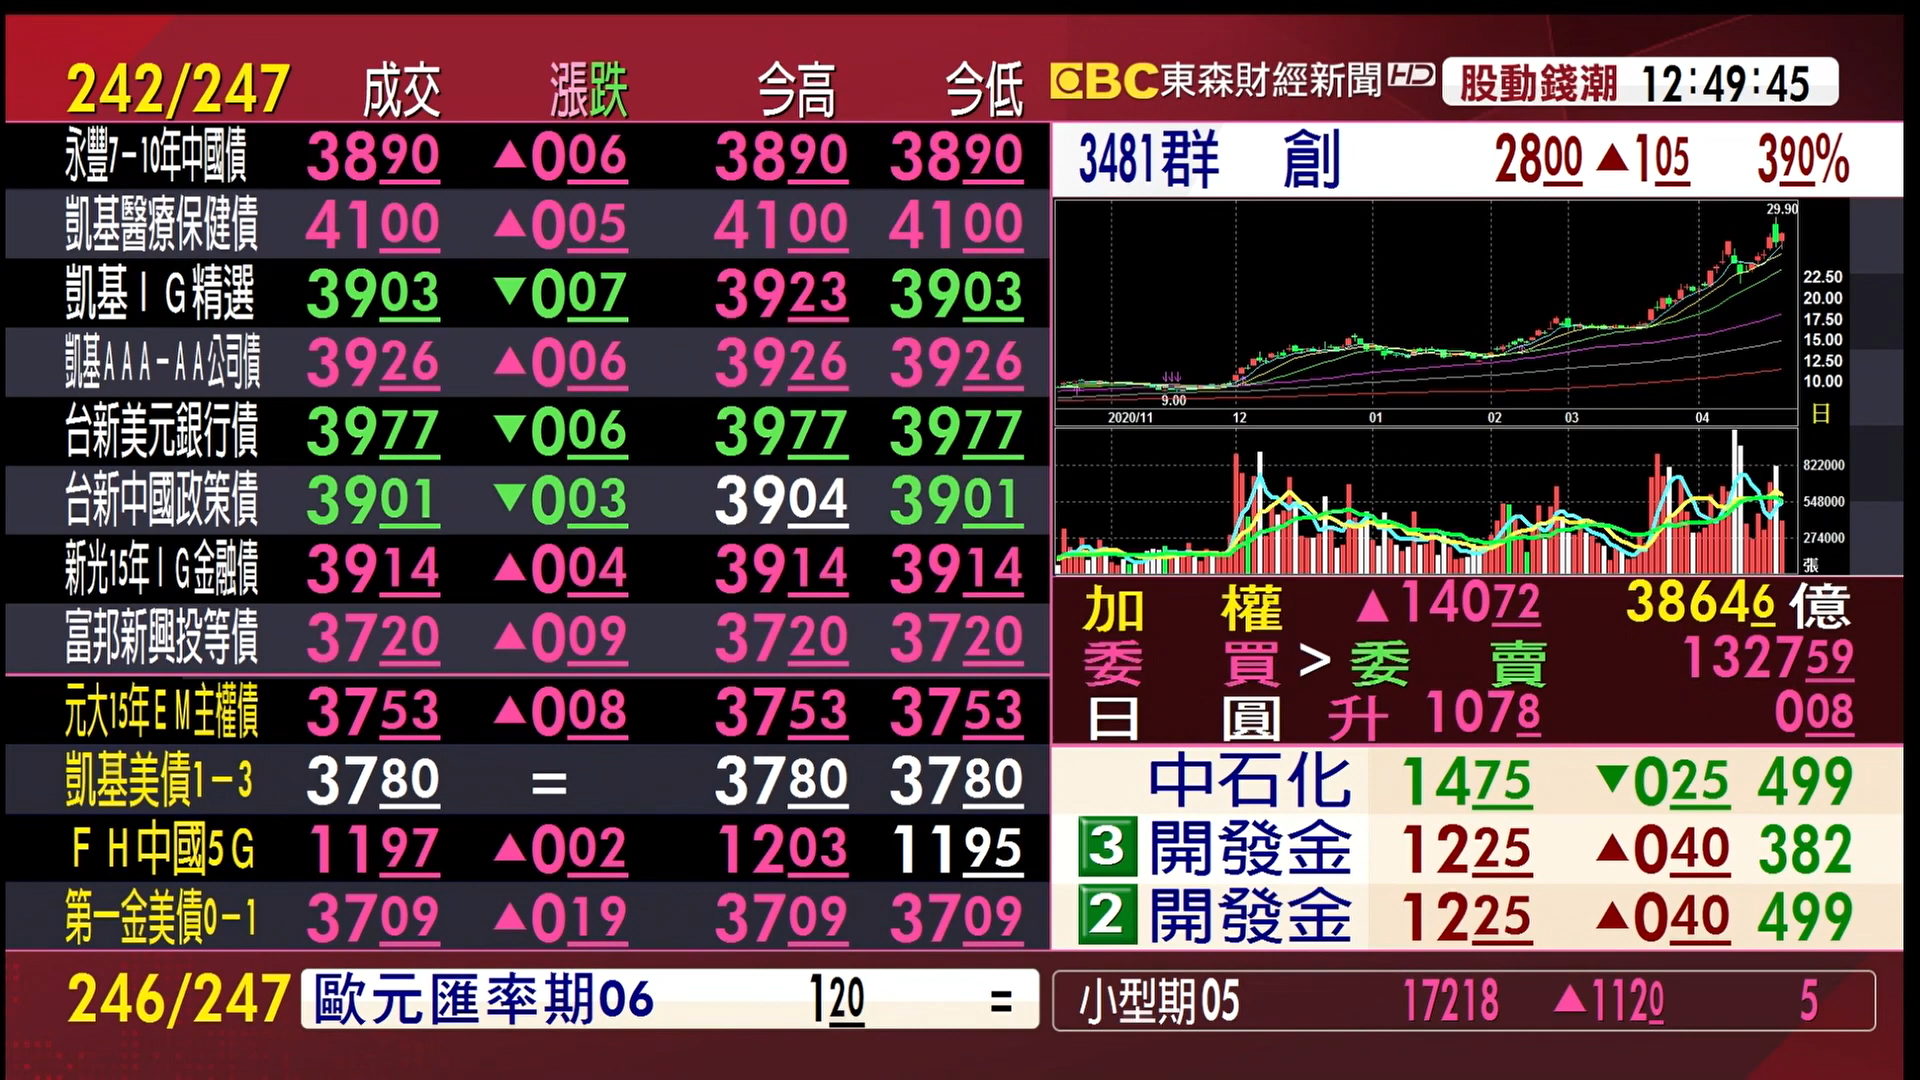 242/247 成交 漲跌 今高 今低
永豐7-10年中國債 3890 ▲006 3890 3890
凱基醫療保健債 4100 ▲005 4100 4100
凱基IG精選 3903 ▼007 3923 3903
凱基AAA-AA公司債 3926 ▲006 3926 3926
台新美元銀行債 3977 ▼006 3977 3977
台新中國政策債 3901 ▼003 3904 3901
新光15年IG金融債 3914 ▲004 3914 3914
富邦新興投等債 3720 ▲009 3720 3720
元大15年EM主權債 3753 ▲008 3753 3753
凱基美債1-3 3780 = 3780 3780
FH中國5G 1197 ▲002 1203 1195
第一金美債0-1 3709 ▲019 3709 3709
246/247 歐元匯率期06 120 =
EBC東森財經新聞HD 股動錢潮 12:49:45
3481群創 2800 ▲105 390%
29.90
22.50
20.00
17.50
15.00
12.50
10.00
9.00
2020/11 12 01 02 03 04 日
822000
548000
274000
張
加權 ▲14072 386466億
委買>委賣 132759
日圓 升 1078 008
中石化 1475 ▼025 499
3 開發金 1225 ▲040 382
2 開發金 1225 ▲040 499
小型期05 17218 ▲1120 5